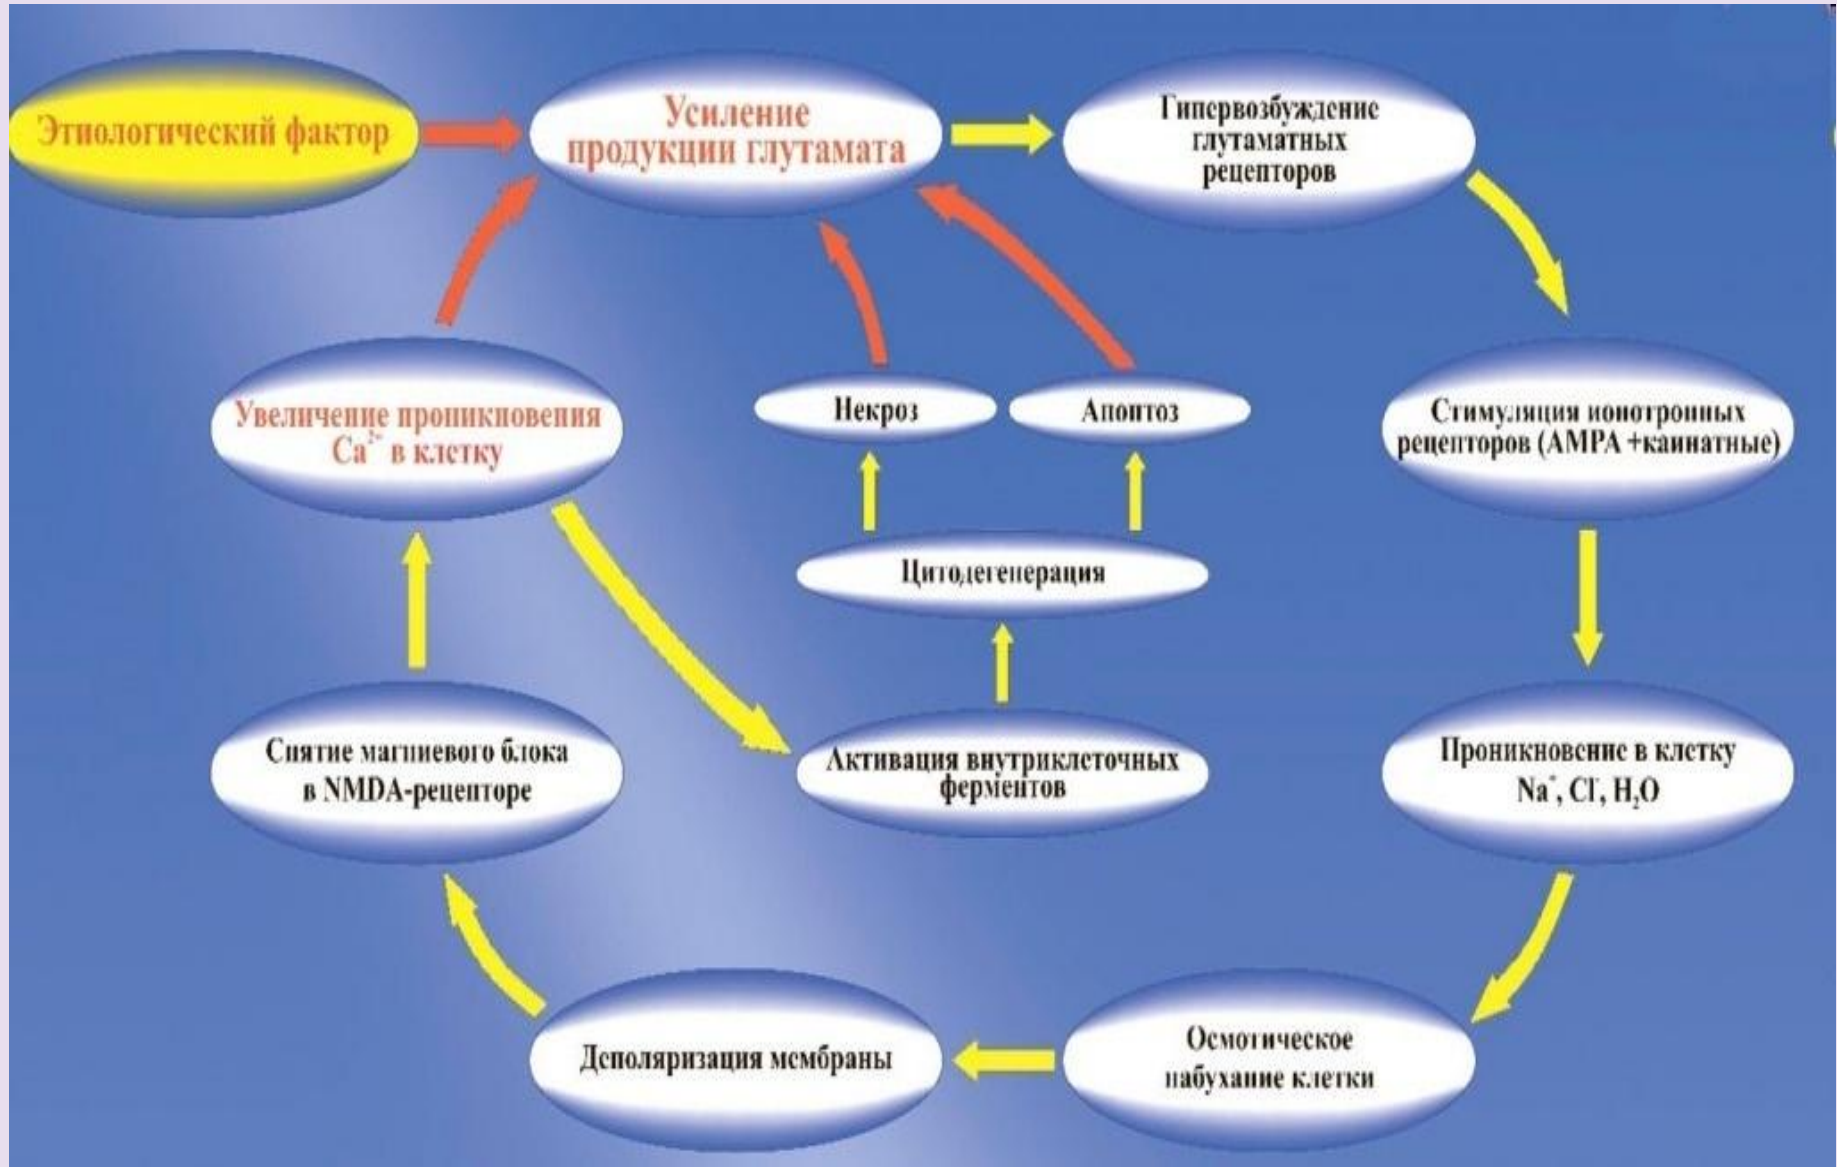 Этиологический фактор
Усиление
продукции глутамата
Гипервозбуждение
глутаматных
рецепторов
Увеличение проникновения
Ca²⁺ в клетку
Некроз
Апоптоз
Стимуляция ионотропных
рецепторов (AMPA +каинатные)
Цитодегенерация
Снятие магниевого блока
в NMDA-рецепторе
Активация внутриклеточных
ферментов
Проникновение в клетку
Na⁺, Cl⁻, H₂O
Деполяризация мембраны
Осмотическое
набухание клетки